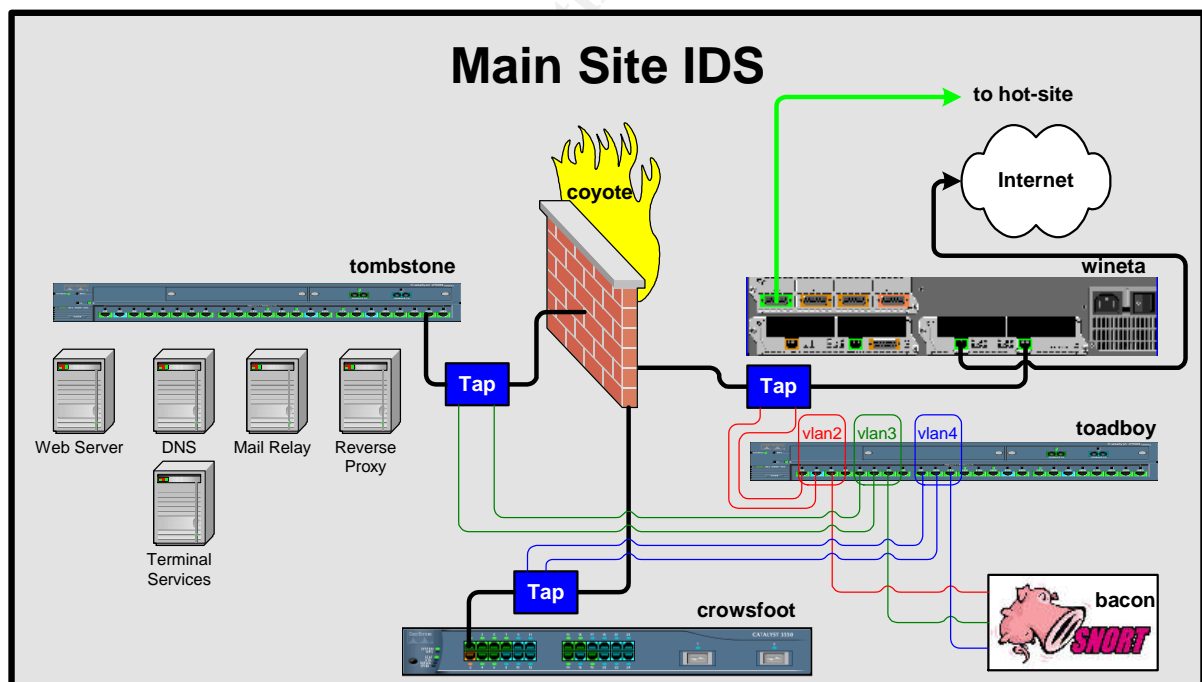 Main Site IDS
to hot-site
Internet
coyote
tombstone
wineta
Tap
Tap
Web Server
DNS
Mail Relay
Reverse
Proxy
Terminal
Services
vlan2
vlan3
vlan4
toadboy
Tap
crowsfoot
CATALYST 3550
bacon
SNORT